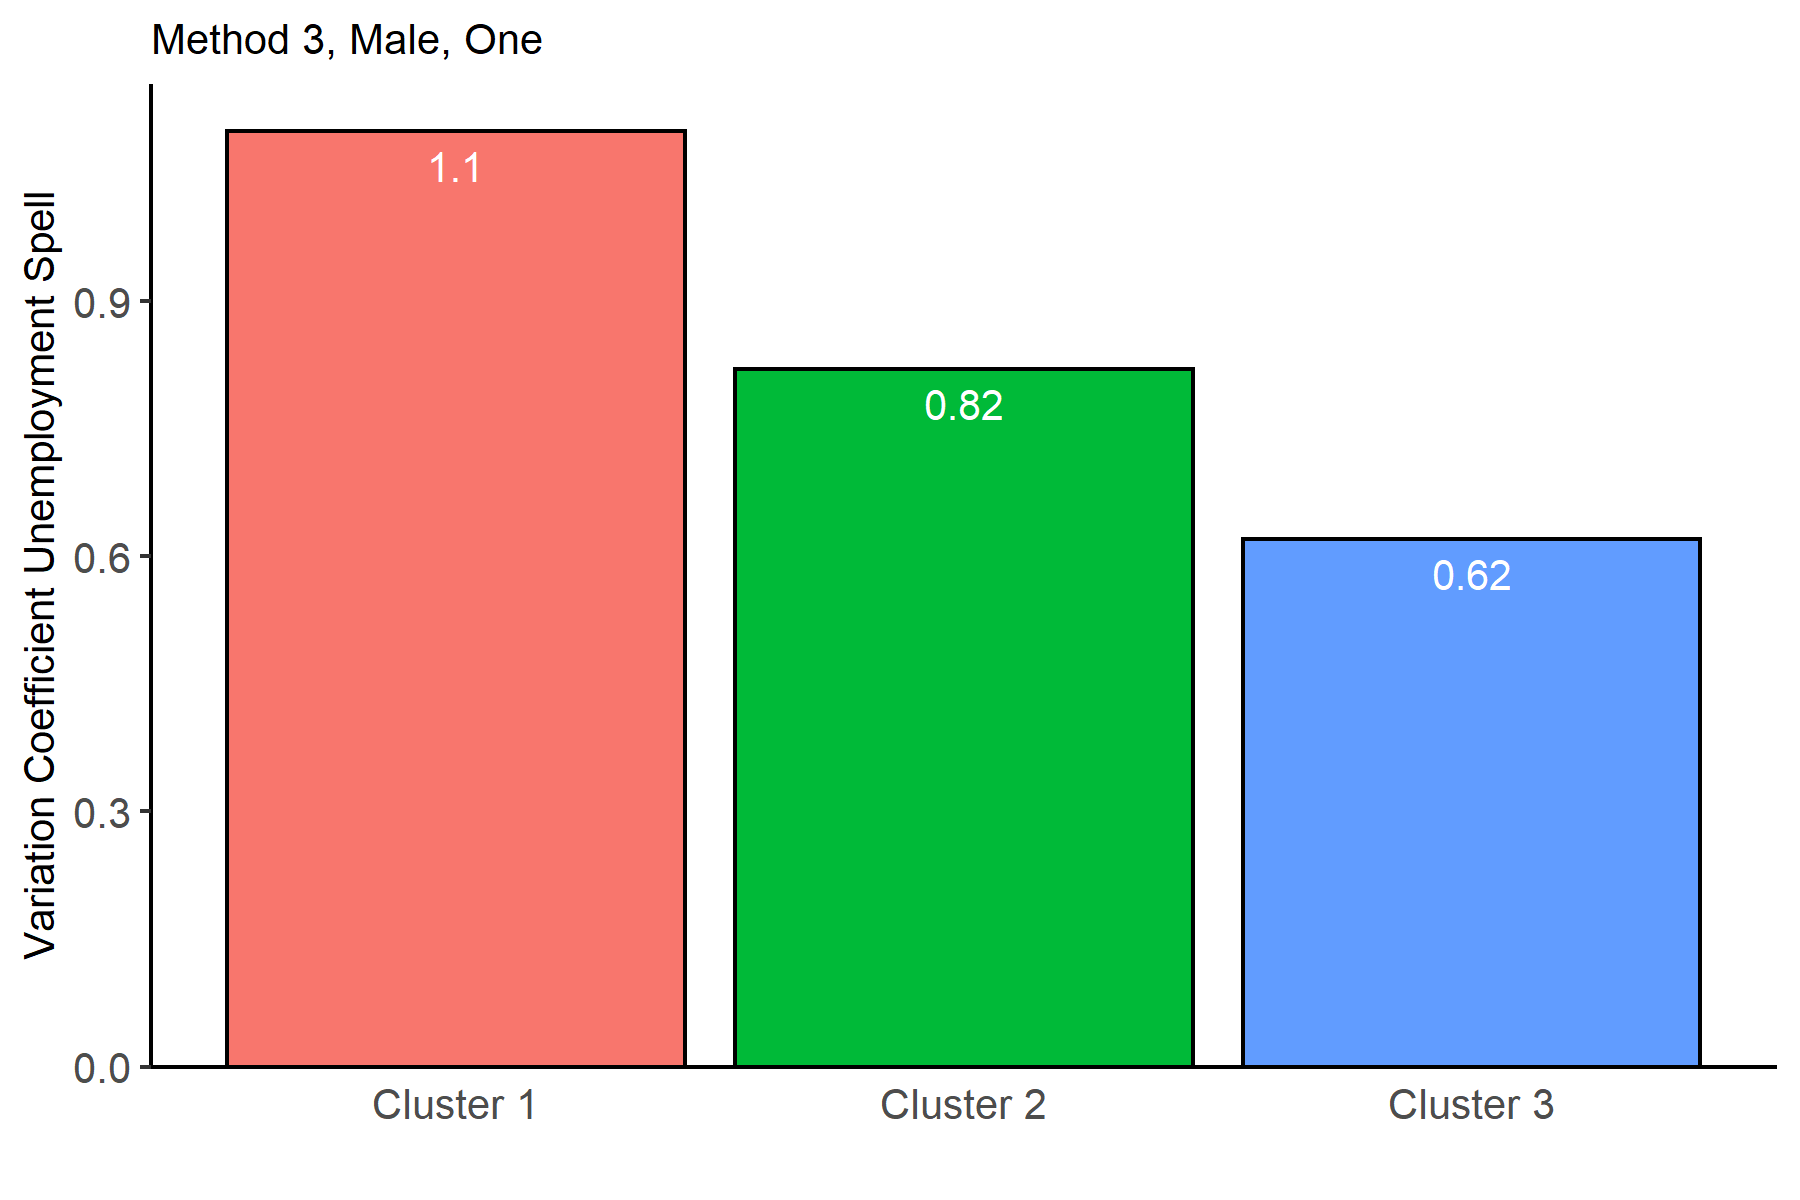 Method 3, Male, One
Variation Coefficient Unemployment Spell
0.9
0.6
0.3
0.0
1.1
0.82
0.62
Cluster 1
Cluster 2
Cluster 3